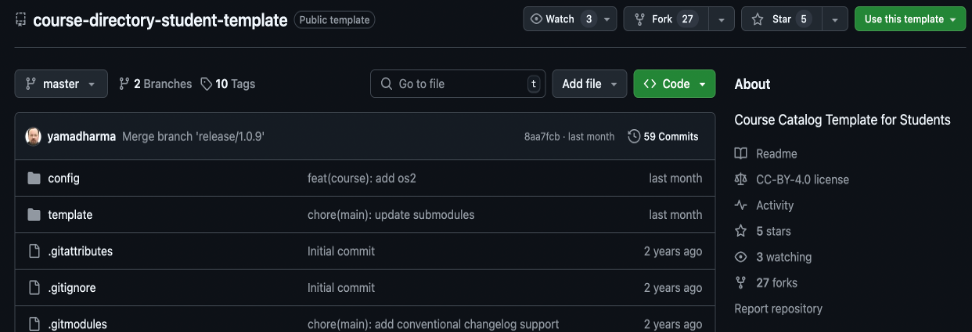 course-directory-student-template Public template Watch 3 Fork 27 Star 5 Use this template
master 2 Branches 10 Tags Go to file t Add file Code
About
Course Catalog Template for Students
yamadharma Merge branch 'release/1.0.9' 8aa7fcb · last month 59 Commits
Readme
config feat(course): add os2 last month
CC-BY-4.0 license
Activity
template chore(main): update submodules last month
5 stars
.gitattributes Initial commit 2 years ago
3 watching
.gitignore Initial commit 2 years ago
27 forks
Report repository
.gitmodules chore(main): add conventional changelog support 2 years ago